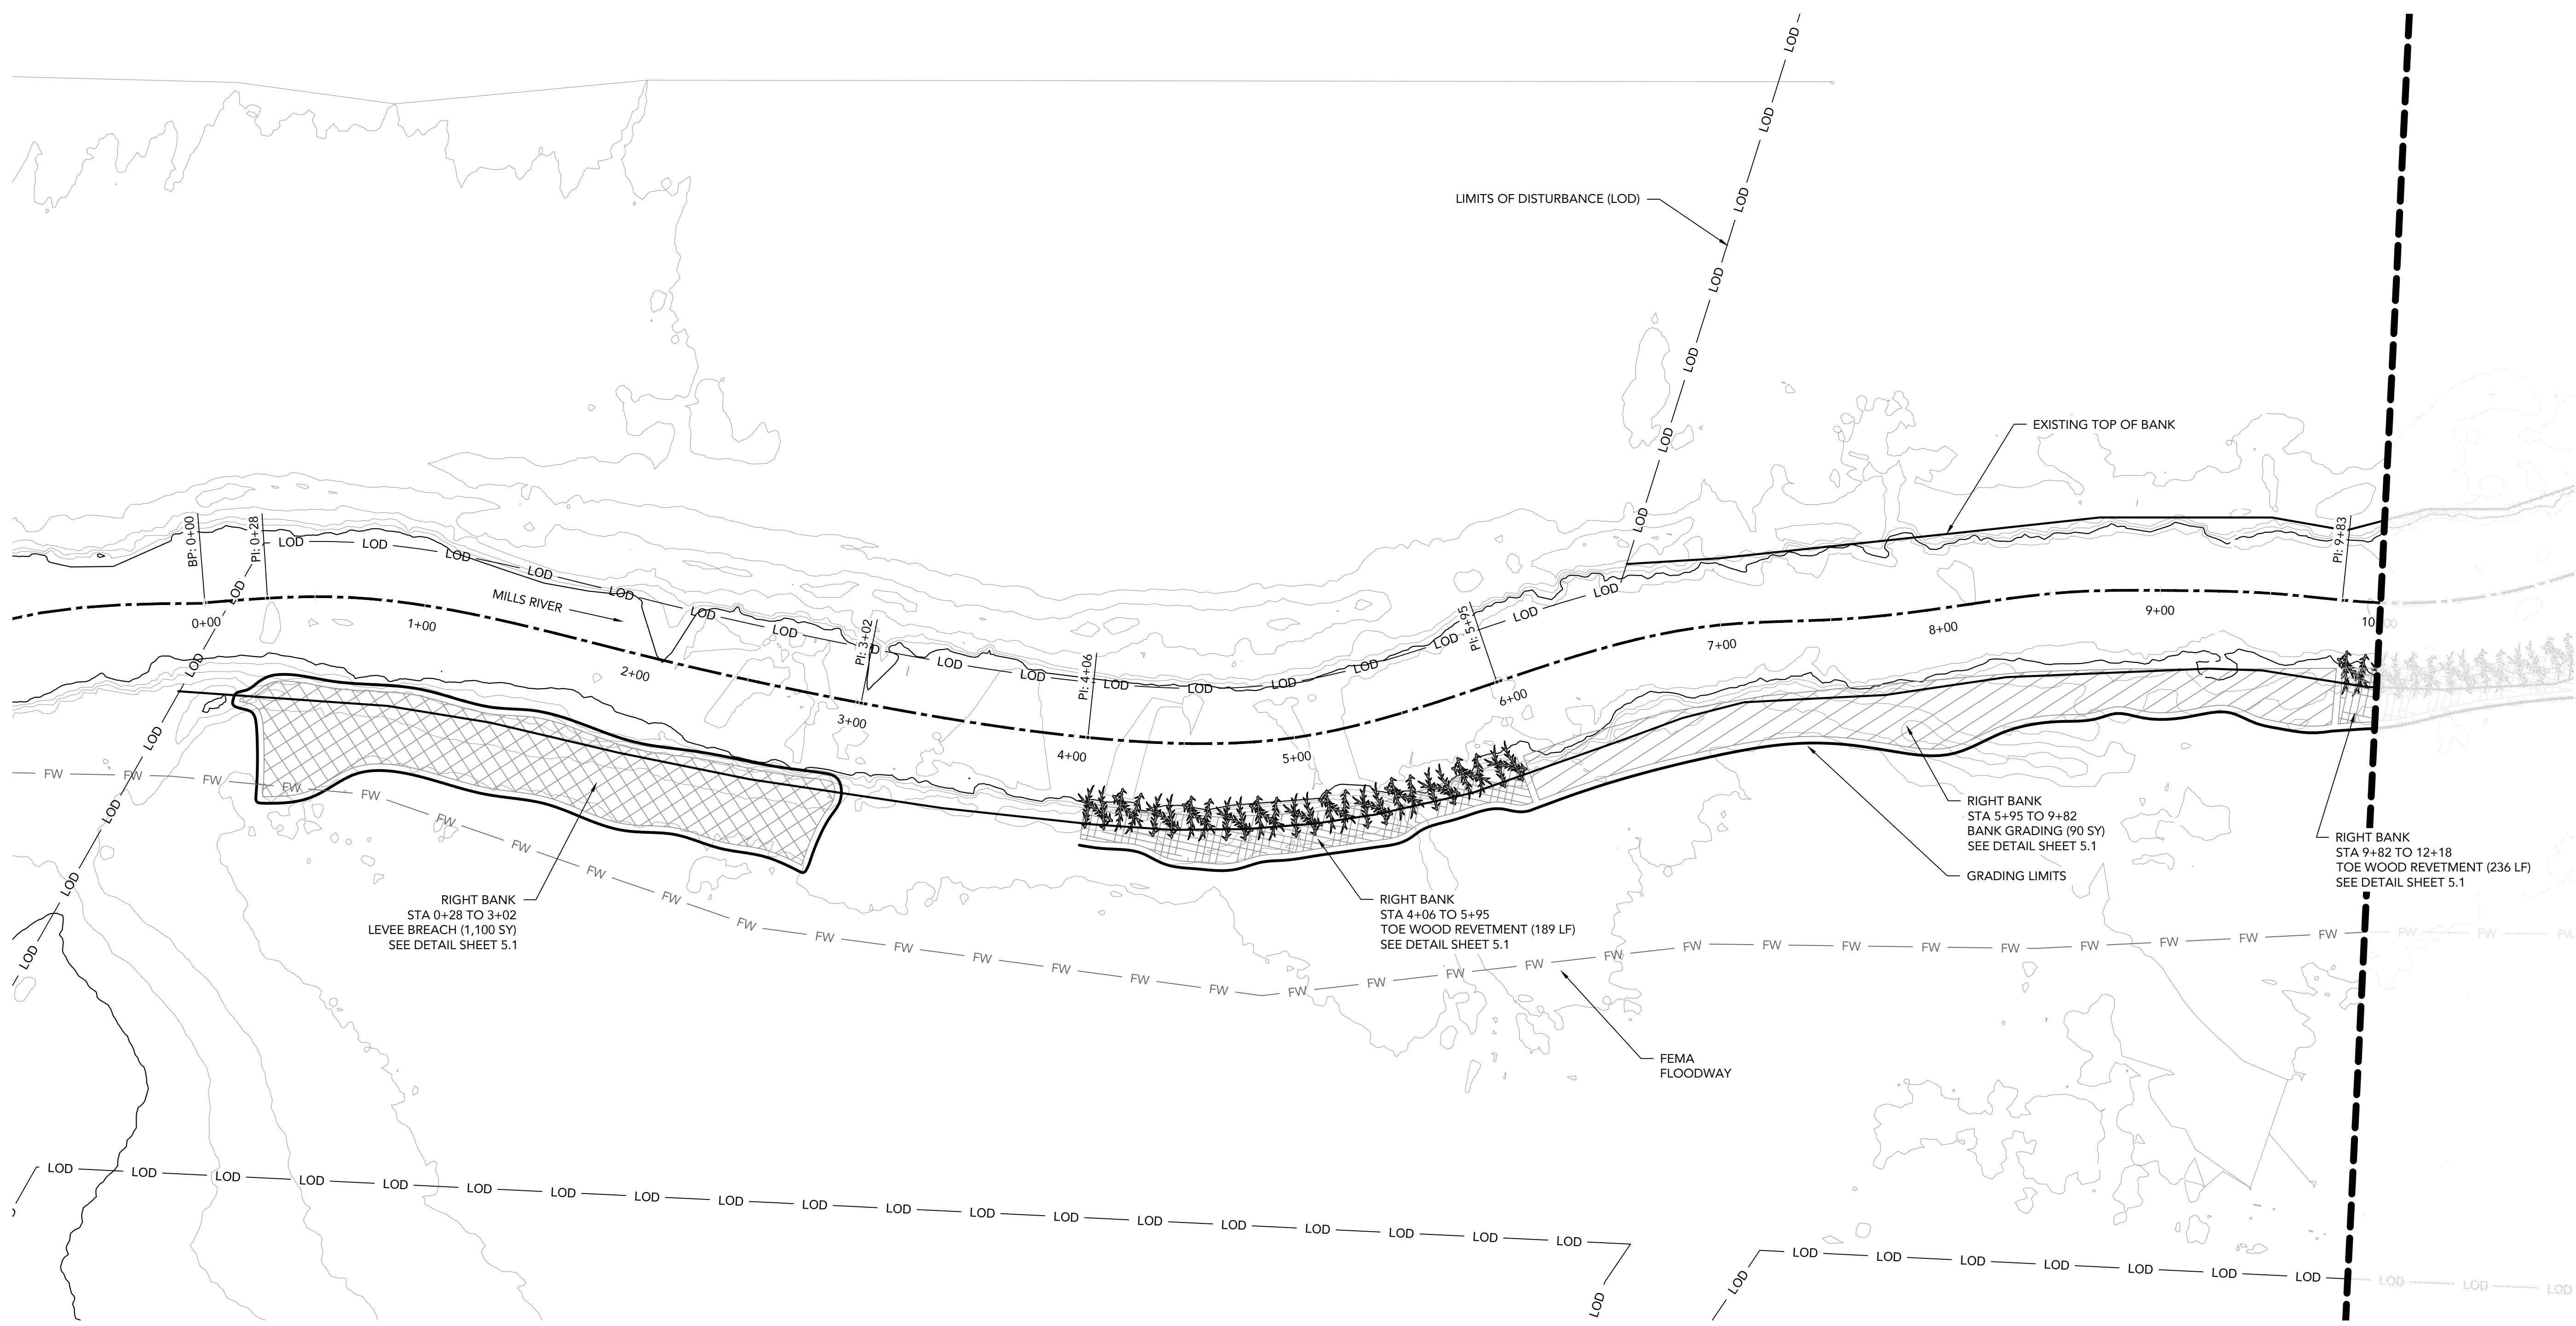 LIMITS OF DISTURBANCE (LOD)
EXISTING TOP OF BANK
BP: 0+00
PI: 0+28
PI: 3+02
PI: 4+06
PI: 5+95
PI: 9+83
MILLS RIVER
0+00
1+00
2+00
3+00
4+00
5+00
6+00
7+00
8+00
9+00
10+00
RIGHT BANK
STA 0+28 TO 3+02
LEVEE BREACH (1,100 SY)
SEE DETAIL SHEET 5.1
RIGHT BANK
STA 4+06 TO 5+95
TOE WOOD REVETMENT (189 LF)
SEE DETAIL SHEET 5.1
RIGHT BANK
STA 5+95 TO 9+82
BANK GRADING (90 SY)
SEE DETAIL SHEET 5.1
GRADING LIMITS
RIGHT BANK
STA 9+82 TO 12+18
TOE WOOD REVETMENT (236 LF)
SEE DETAIL SHEET 5.1
FEMA
FLOODWAY
LOD
FW